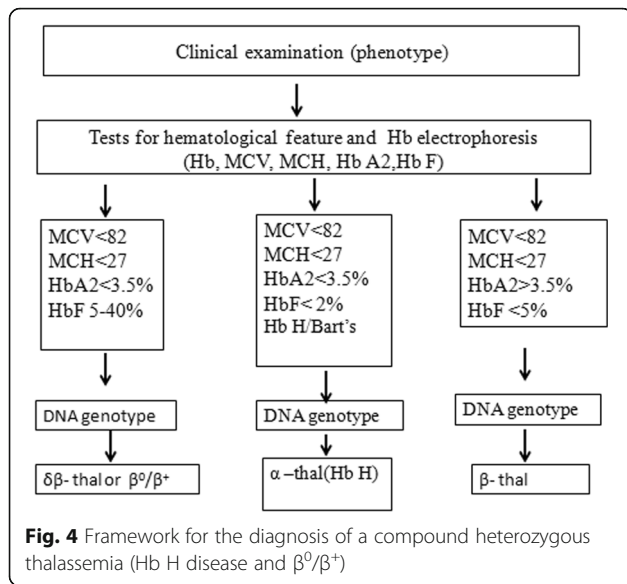 Clinical examination (phenotype)
Tests for hematological feature and Hb electrophoresis
(Hb, MCV, MCH, Hb A2,Hb F)
MCV<82
MCH<27
HbA2<3.5%
HbF 5-40%
DNA genotype
δβ- thal or β⁰/β⁺
MCV<82
MCH<27
HbA2<3.5%
HbF< 2%
Hb H/Bart's
DNA genotype
α –thal(Hb H)
MCV<82
MCH<27
HbA2>3.5%
HbF <5%
DNA genotype
β- thal
Fig. 4 Framework for the diagnosis of a compound heterozygous
thalassemia (Hb H disease and β⁰/β⁺)